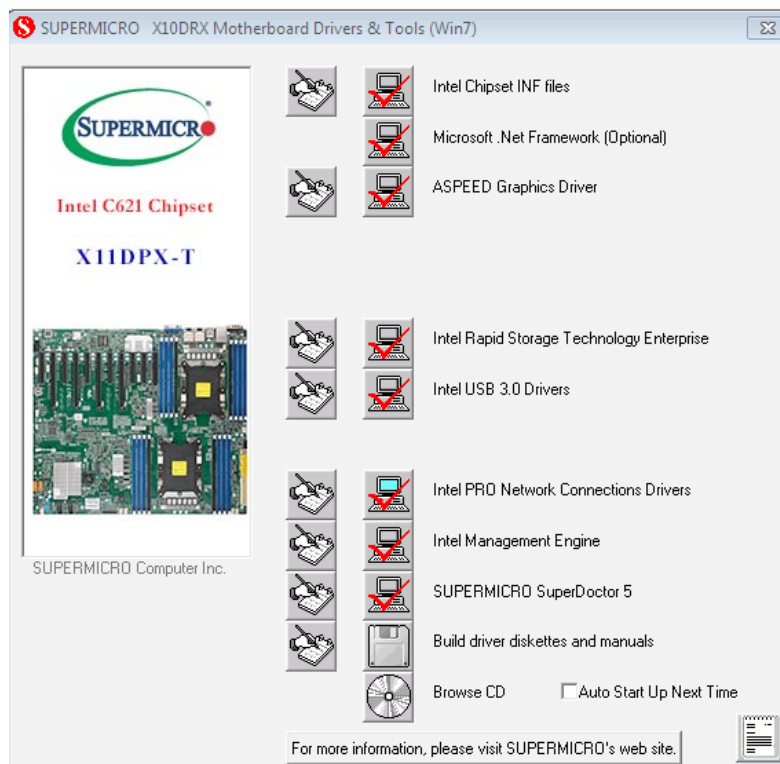 SUPERMICRO X10DRX Motherboard Drivers & Tools (Win7)
SUPERMICRO
Intel C621 Chipset
X11DPX-T
SUPERMICRO Computer Inc.
Intel Chipset INF files
Microsoft .Net Framework (Optional)
ASPEED Graphics Driver
Intel Rapid Storage Technology Enterprise
Intel USB 3.0 Drivers
Intel PRO Network Connections Drivers
Intel Management Engine
SUPERMICRO SuperDoctor 5
Build driver diskettes and manuals
Browse CD Auto Start Up Next Time
For more information, please visit SUPERMICRO's web site.